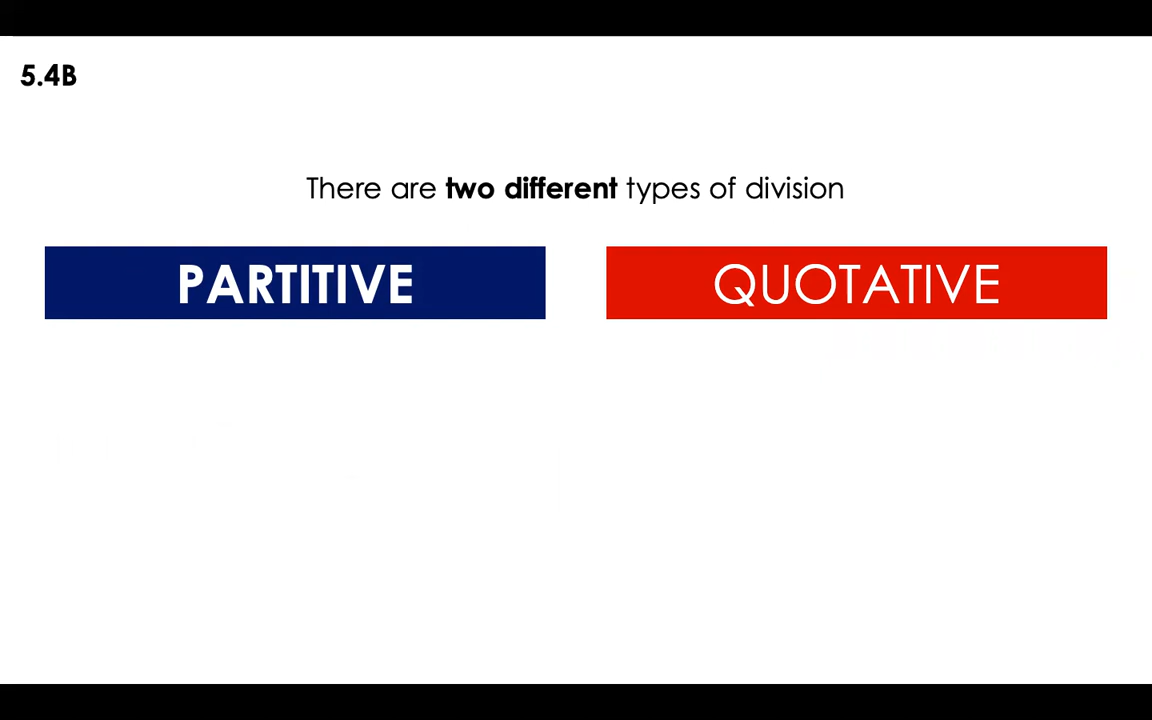 5.4B
There are two different types of division
PARTITIVE
QUOTATIVE